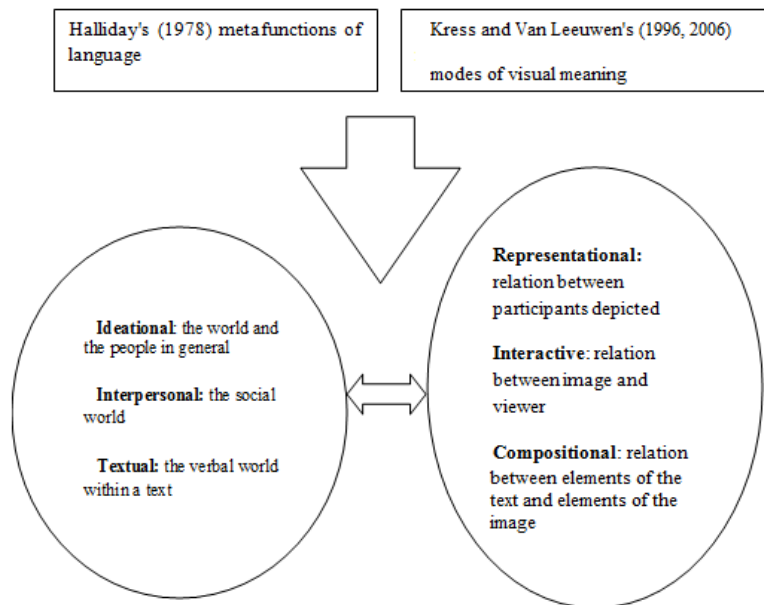 Halliday's (1978) metafunctions of
language
Kress and Van Leeuwen's (1996, 2006)
modes of visual meaning
Ideational: the world and
the people in general
Interpersonal: the social
world
Textual: the verbal world
within a text
Representational:
relation between
participants depicted
Interactive: relation
between image and
viewer
Compositional: relation
between elements of the
text and elements of the
image